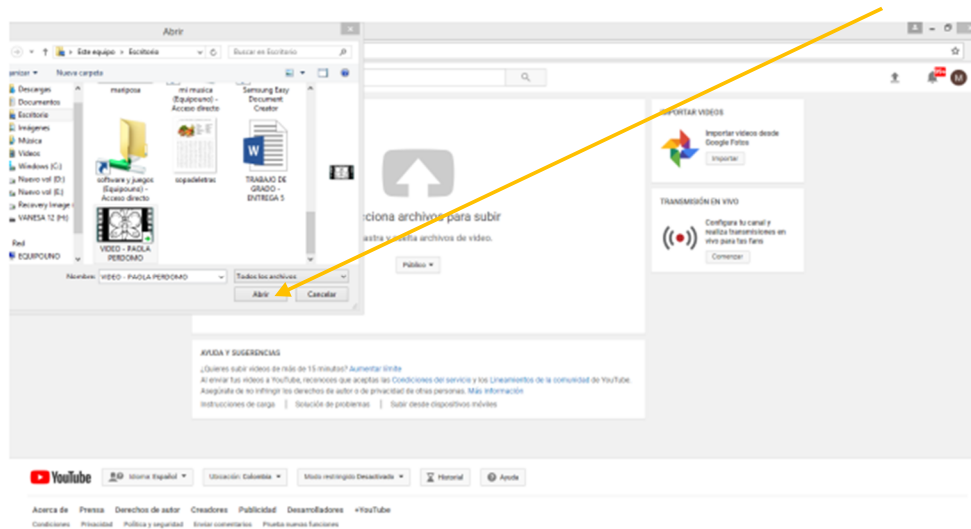 Abrir
Este equipo > Escritorio
Buscar en Escritorio
Nueva carpeta
Descargas
Documentos
Escritorio
Imágenes
Música
Videos
Windows (C:)
Nuevo vol (D:)
Nuevo vol (E:)
Recovery Image
VANESA 12 (H:)
Red
EQUIPOUNO
mariposa
mi musica
(Equipouno) -
Acceso directo
Samsung Easy
Document
Creator
software y juegos
(Equipouno) -
Acceso directo
sopadeletras
TRABAJO DE
GRADO -
ENTREGA 5
VIDEO - PAOLA
PERDOMO
Nombre: VIDEO - PAOLA PERDOMO
Todos los archivos
Abrir
Cancelar
M
cciona archivos para subir
astra y suelta archivos de video.
Público
IMPORTAR VIDEOS
Importar videos desde
Google Fotos
Importar
TRANSMISIÓN EN VIVO
Configura tu canal y
realiza transmisiones en
vivo para tus fans
Comenzar
AYUDA Y SUGERENCIAS
¿Quieres subir videos de más de 15 minutos? Aumentar límite
Al enviar tus videos a YouTube, reconoces que aceptas las Condiciones del servicio y los Lineamientos de la comunidad de YouTube.
Asegúrate de no infringir los derechos de autor o de privacidad de otras personas. Más información
Instrucciones de carga | Solución de problemas | Subir desde dispositivos móviles
YouTube
Idioma: Español
Ubicación: Colombia
Modo restringido: Desactivado
Historial
Ayuda
Acerca de Prensa Derechos de autor Creadores Publicidad Desarrolladores +YouTube
Condiciones Privacidad Política y seguridad Enviar comentarios Prueba nuevas funciones